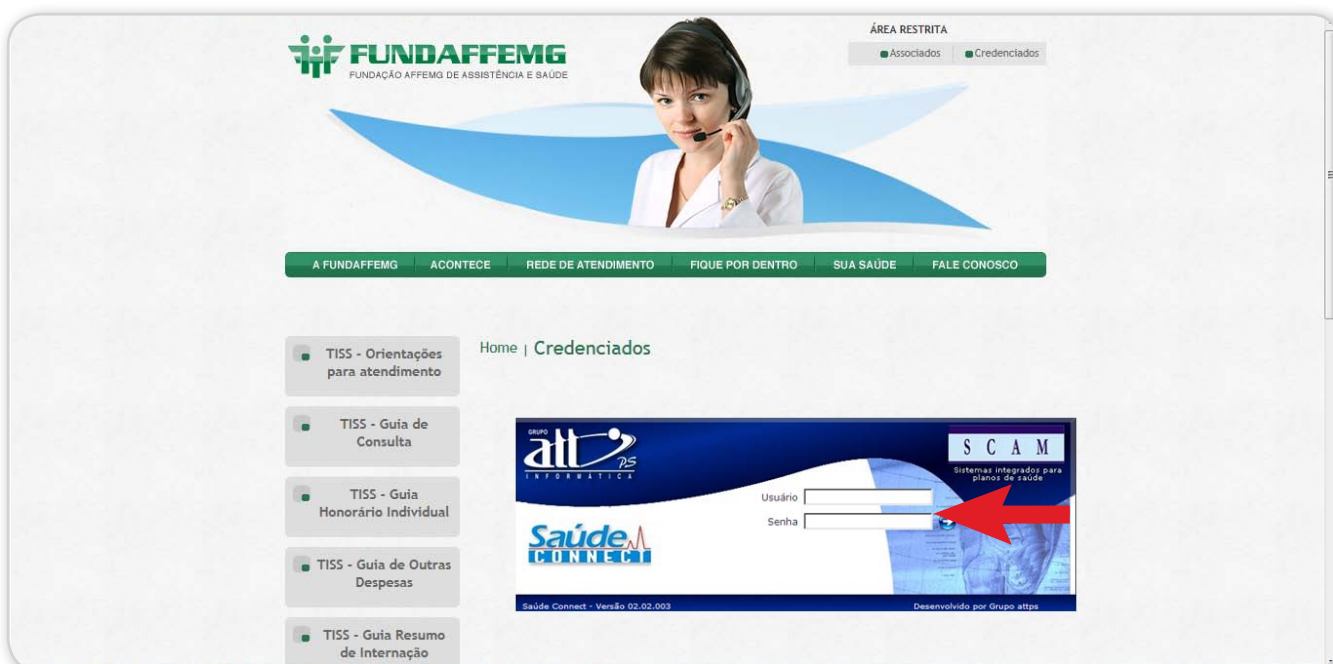 FUNDAFFEMG
FUNDAÇÃO AFFEMG DE ASSISTÊNCIA E SAÚDE
ÁREA RESTRITA
Associados
Credenciados
A FUNDAFFEMG
ACONTECE
REDE DE ATENDIMENTO
FIQUE POR DENTRO
SUA SAÚDE
FALE CONOSCO
TISS - Orientações
para atendimento
TISS - Guia de
Consulta
TISS - Guia
Honorário Individual
TISS - Guia de Outras
Despesas
TISS - Guia Resumo
de Internação
Home | Credenciados
GRUPO
att PS
INFORMATICA
SCAM
Sistemas integrados para
planos de saúde
Usuário
Senha
Saúde
CONNECT
Saúde Connect - Versão 02.02.003
Desenvolvido por Grupo attps